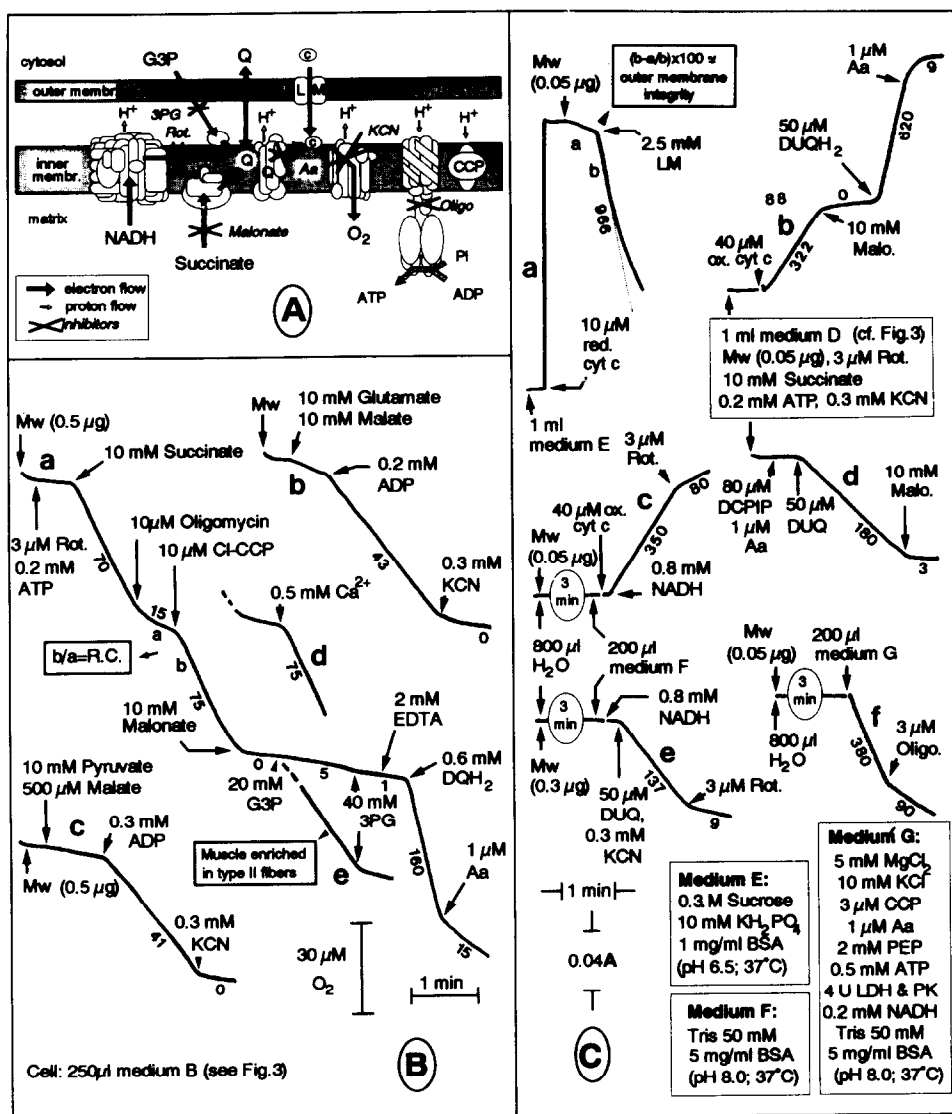 cytosol
G3P
Q
c
outer membr.
L M
H+
3PG
Rot.
H+
H+
H+
H+
KCN
inner
membr.
Q
Q
c
Aa
CCP
Oligo
matrix
NADH
Malonate
Succinate
O2
Pi
ATP
ADP
electron flow
proton flow
inhibitors
A
Mw (0.5 µg)
a
10 mM Succinate
3 µM Rot.
0.2 mM
ATP
70
10µM Oligomycin
10 µM Cl-CCP
15
a
b/a=R.C.
b
75
Mw
10 mM Glutamate
10 mM Malate
b
0.2 mM
ADP
43
0.3 mM
KCN
0
0.5 mM Ca2+
d
75
10 mM
Malonate
0
5
1
2 mM
EDTA
20 mM
G3P
40 mM
3PG
0.6 mM
DQH2
160
1 µM
Aa
15
Muscle enriched
in type II fibers
e
10 mM Pyruvate
500 µM Malate
c
0.3 mM
ADP
Mw (0.5 µg)
41
0.3 mM
KCN
0
30 µM
O2
1 min
Cell: 250µl medium B (see Fig.3)
B
C
Mw
(0.05 µg)
(b-a/b)x100 ≈
outer membrane
integrity
a
b
2.5 mM
LM
996
a
10 µM
red.
cyt c
1 ml
medium E
1 µM
Aa
9
620
50 µM
DUQH2
88
0
b
10 mM
Malo.
40 µM
ox. cyt c
322
1 ml medium D (cf. Fig.3)
Mw (0.05 µg), 3 µM Rot.
10 mM Succinate
0.2 mM ATP, 0.3 mM KCN
3 µM
Rot.
c
80
40 µM ox.
cyt c
350
Mw
(0.05 µg)
0.8 mM
NADH
3
min
800 µl
H2O
200 µl
medium F
80 µM
DCPIP
1 µM
Aa
50 µM
DUQ
d
180
10 mM
Malo.
3
3
min
0.8 mM
NADH
Mw
(0.3 µg)
50 µM
DUQ,
0.3 mM
KCN
e
137
3 µM Rot.
9
Mw
(0.05 µg)
200 µl
medium G
3
min
800 µl
H2O
f
380
3 µM
Oligo.
90
1 min
0.04A
Medium E:
0.3 M Sucrose
10 mM KH2PO4
1 mg/ml BSA
(pH 6.5; 37°C)
Medium F:
Tris 50 mM
5 mg/ml BSA
(pH 8.0; 37°C)
Medium G:
5 mM MgCl2
10 mM KCl
3 µM CCP
1 µM Aa
2 mM PEP
0.5 mM ATP
4 U LDH & PK
0.2 mM NADH
Tris 50 mM
5 mg/ml BSA
(pH 8.0; 37°C)